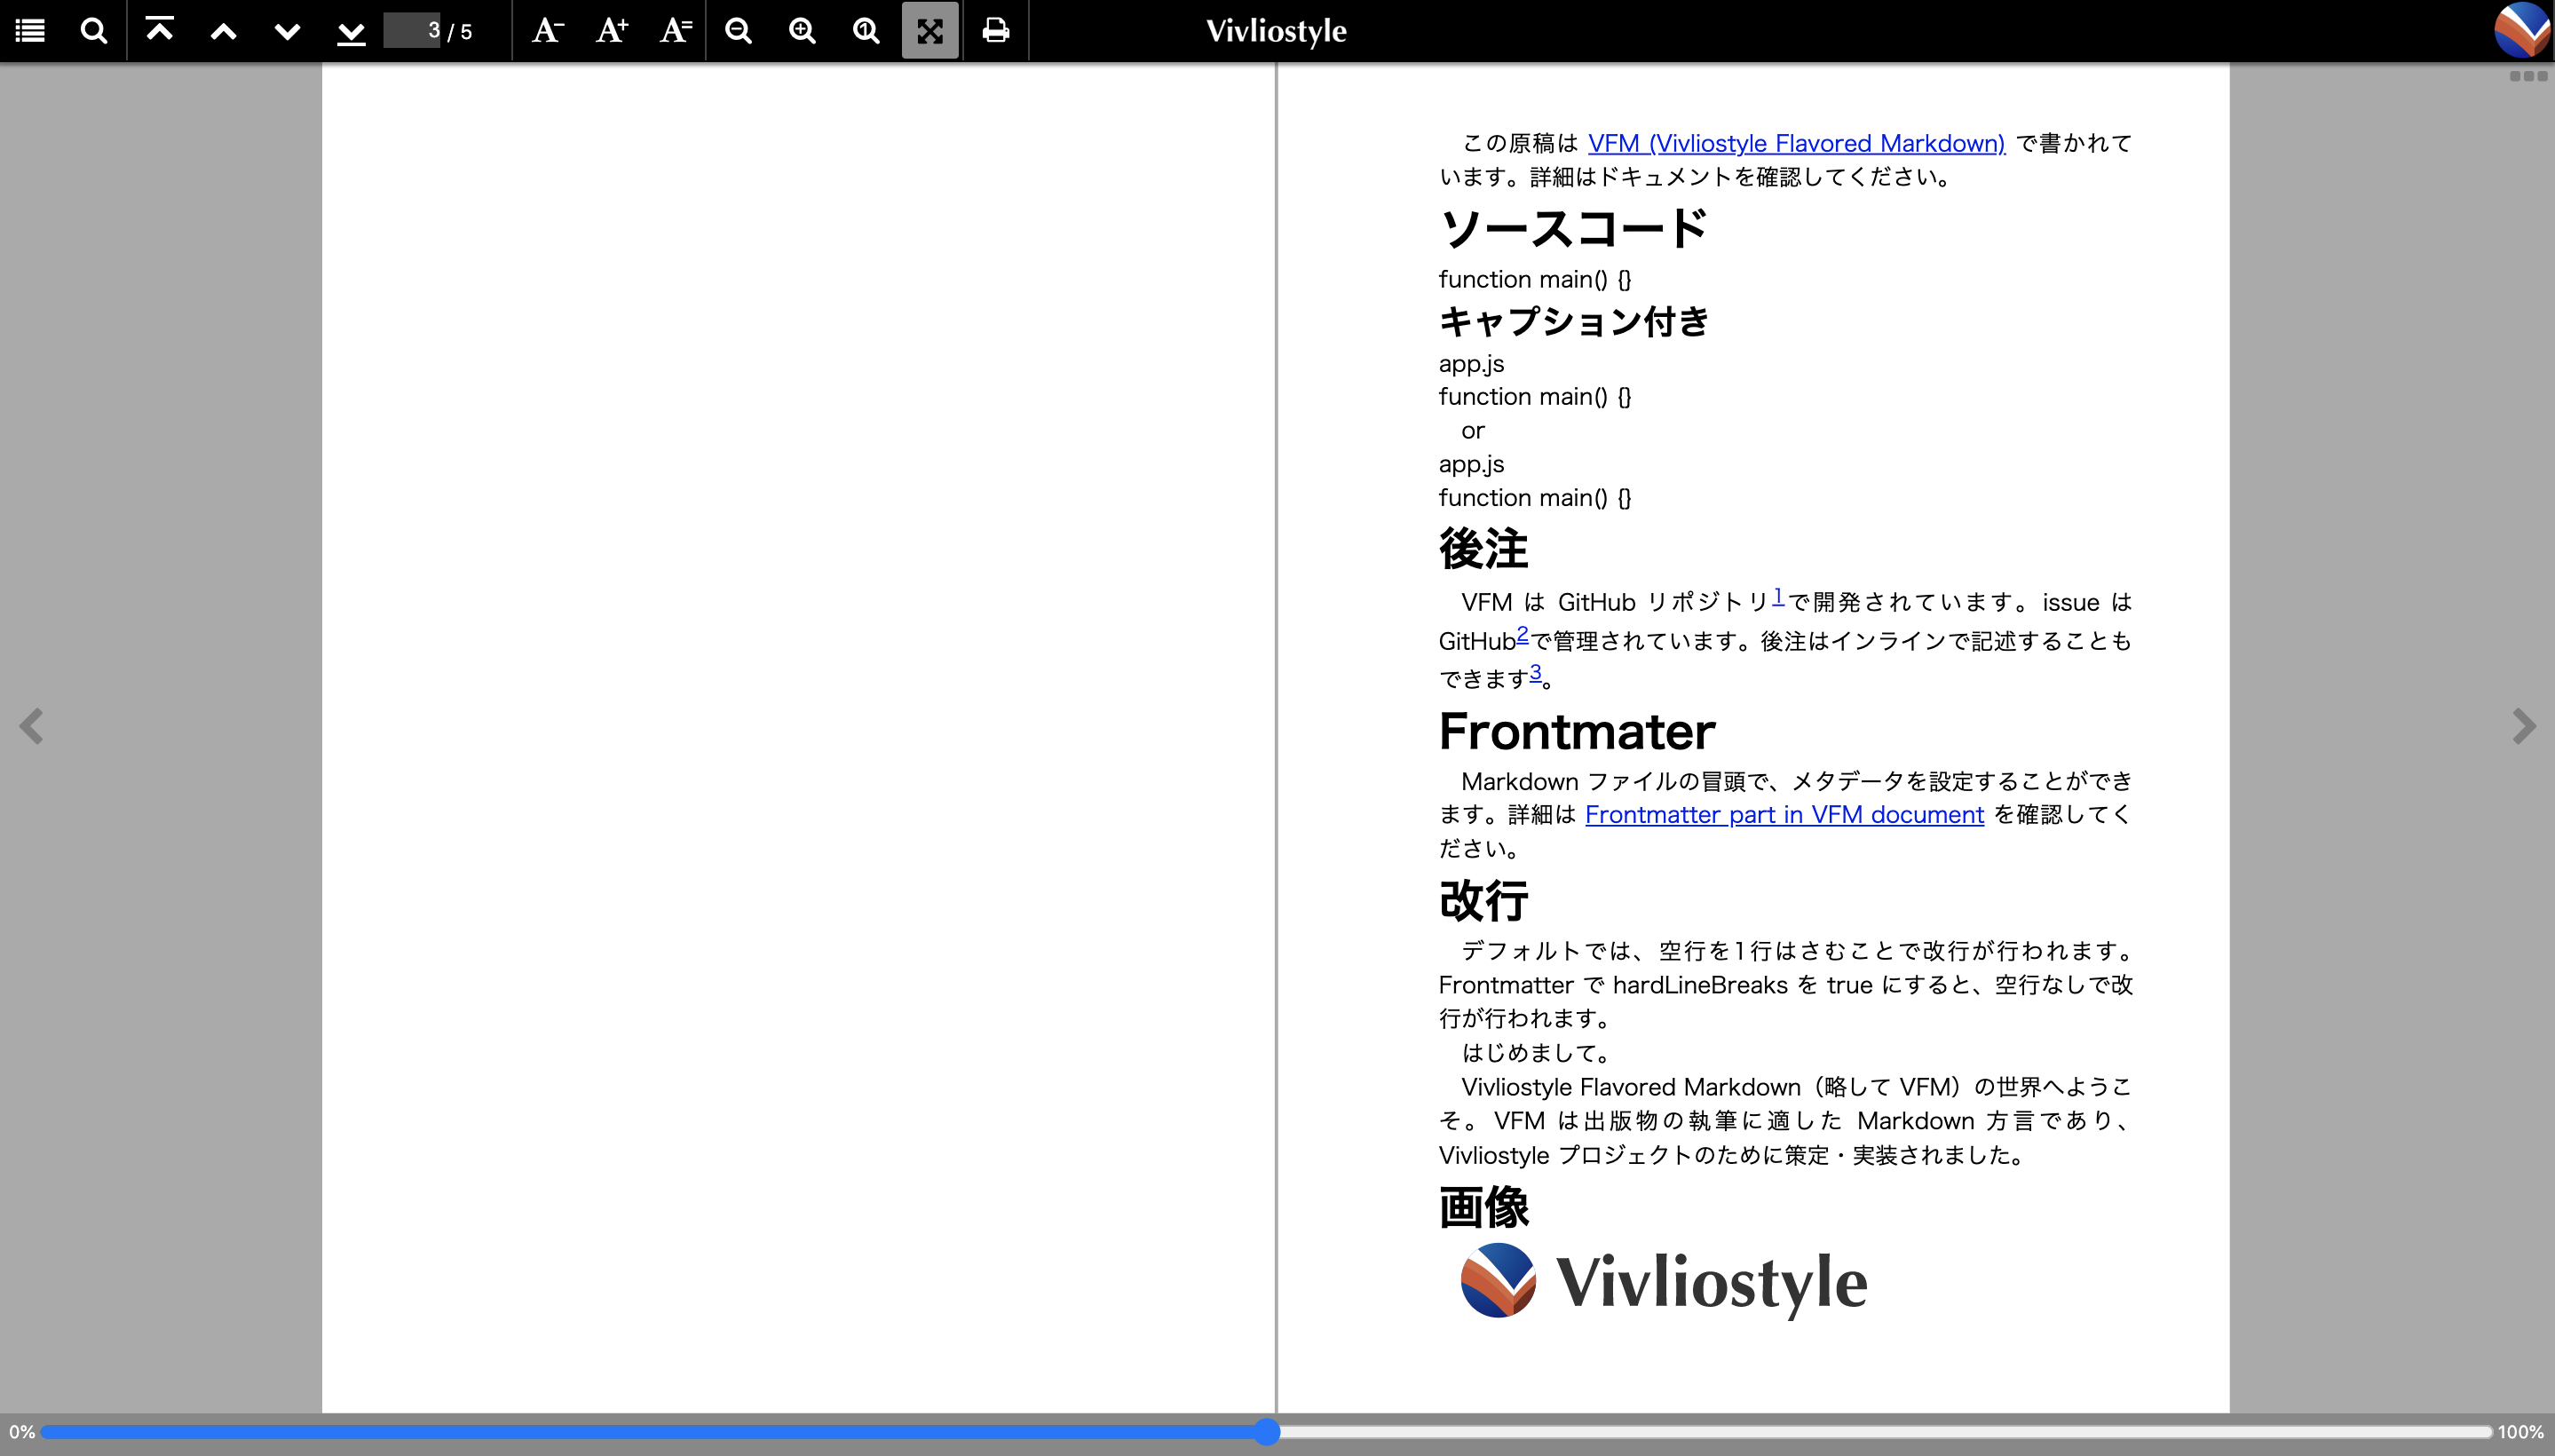 3 / 5
A-
A+
A=
Vivliostyle
この原稿は VFM (Vivliostyle Flavored Markdown) で書かれて
います。詳細はドキュメントを確認してください。
ソースコード
function main() {}
キャプション付き
app.js
function main() {}
or
app.js
function main() {}
後注
VFM は GitHub リポジトリ1で開発されています。issue は
GitHub2で管理されています。後注はインラインで記述することも
できます3。
Frontmater
Markdown ファイルの冒頭で、メタデータを設定することができ
ます。詳細は Frontmatter part in VFM document を確認してく
ださい。
改行
デフォルトでは、空行を1行はさむことで改行が行われます。
Frontmatter で hardLineBreaks を true にすると、空行なしで改
行が行われます。
はじめまして。
Vivliostyle Flavored Markdown（略して VFM）の世界へようこ
そ。VFM は出版物の執筆に適した Markdown 方言であり、
Vivliostyle プロジェクトのために策定・実装されました。
画像
Vivliostyle
0%
100%